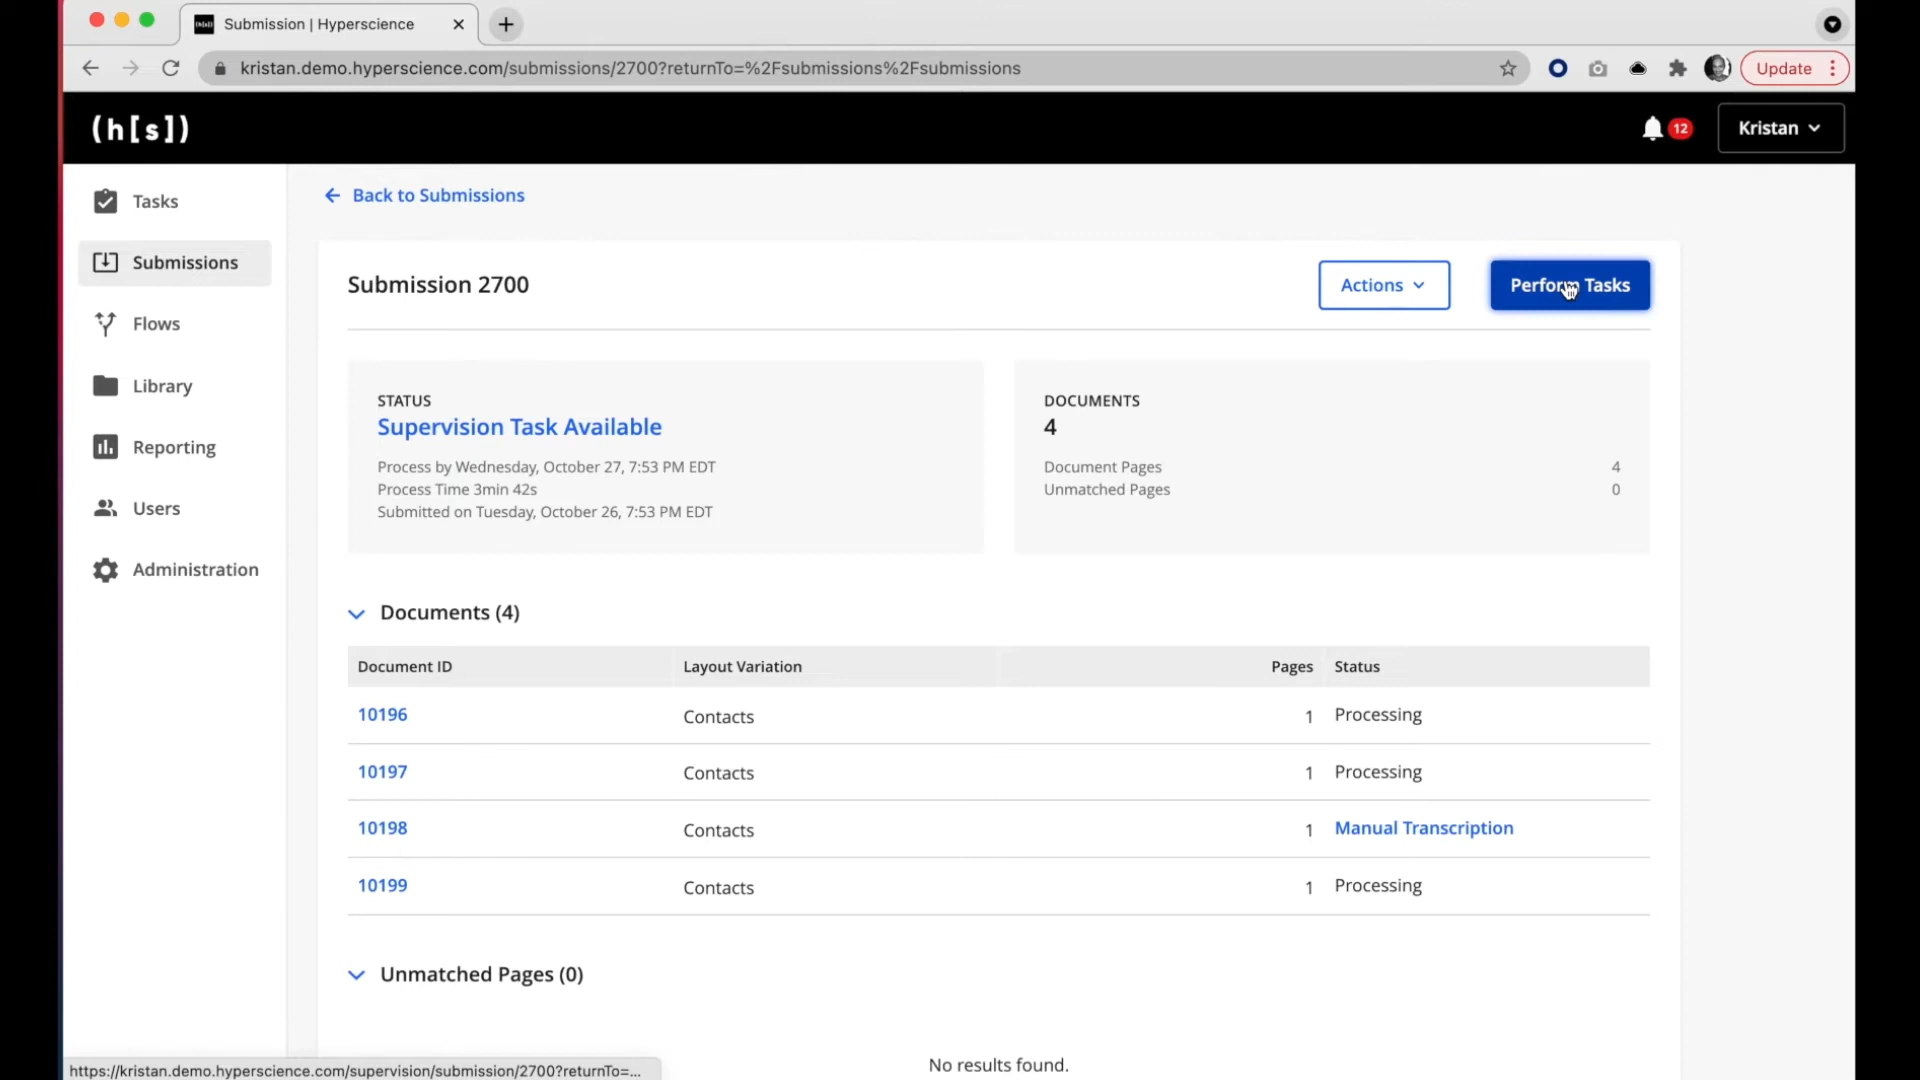 Submission | Hyperscience
kristan.demo.hyperscience.com/submissions/2700?returnTo=%2Fsubmissions%2Fsubmissions
Update
(h[s])
12
Kristan
Tasks
Submissions
Flows
Library
Reporting
Users
Administration
Back to Submissions
Submission 2700
Actions
Perform Tasks
STATUS
Supervision Task Available
Process by Wednesday, October 27, 7:53 PM EDT
Process Time 3min 42s
Submitted on Tuesday, October 26, 7:53 PM EDT
DOCUMENTS
4
Document Pages 4
Unmatched Pages 0
Documents (4)
Document ID Layout Variation Pages Status
10196 Contacts 1 Processing
10197 Contacts 1 Processing
10198 Contacts 1 Manual Transcription
10199 Contacts 1 Processing
Unmatched Pages (0)
No results found.
https://kristan.demo.hyperscience.com/supervision/submission/2700?returnTo=...